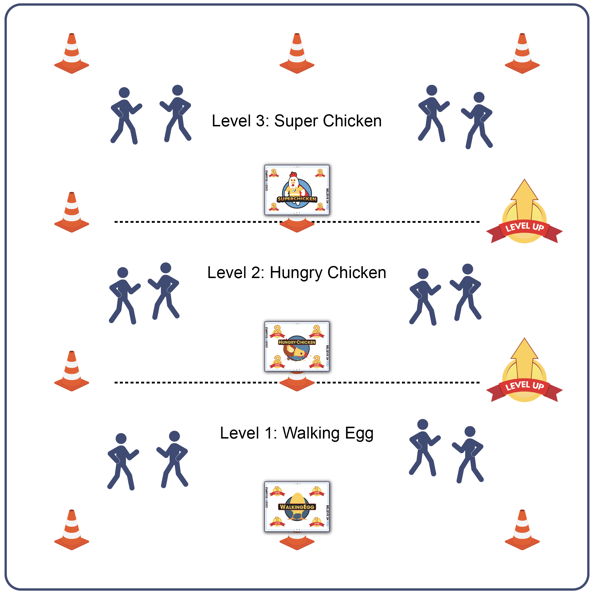 Level 3: Super Chicken
SUPERCHICKEN
LEVEL UP
Level 2: Hungry Chicken
HUNGRY CHICKEN
LEVEL UP
Level 1: Walking Egg
WALKINGEGG